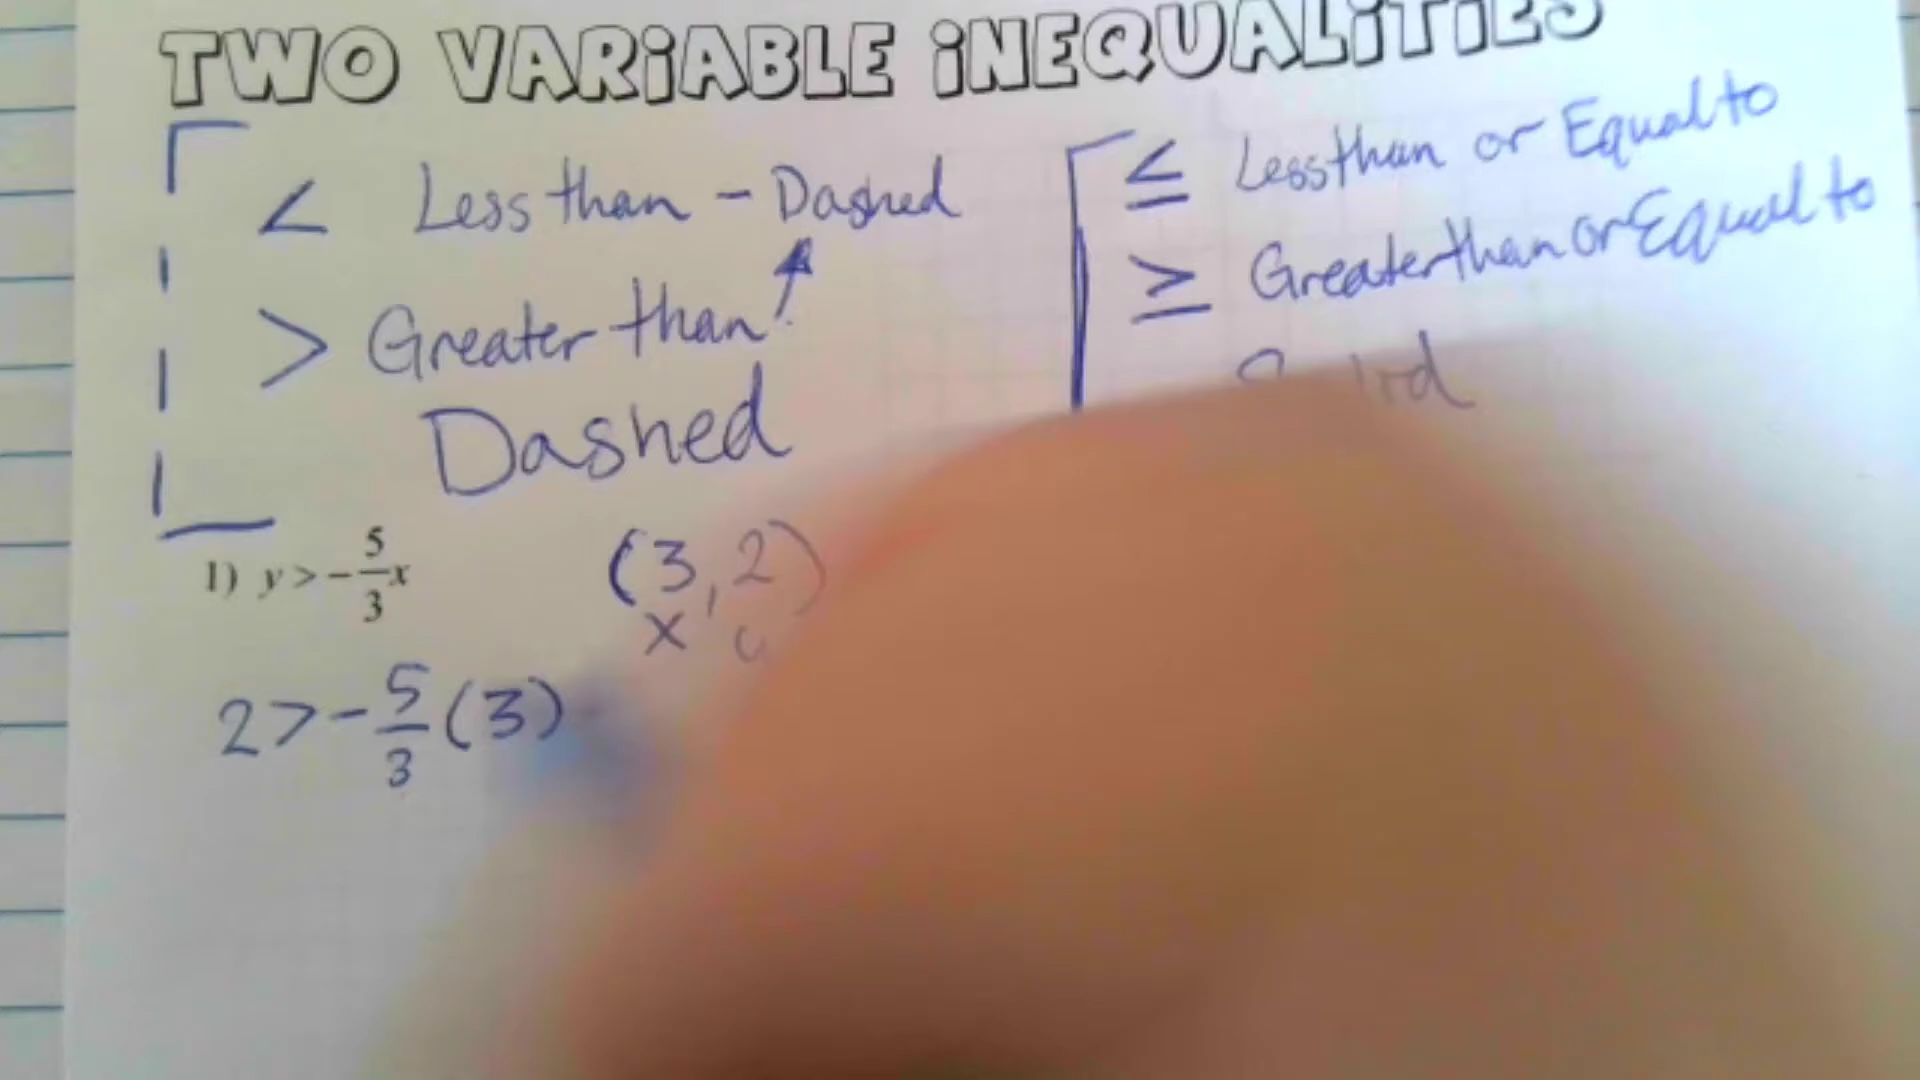 TWO VARIABLE INEQUALITIES
< Less than - Dashed
> Greater than
Dashed
≤ Less than or Equal to
≥ Greater than or Equal to
1) y > -5/3 x
(3, 2)
x
2 > -5/3 (3)